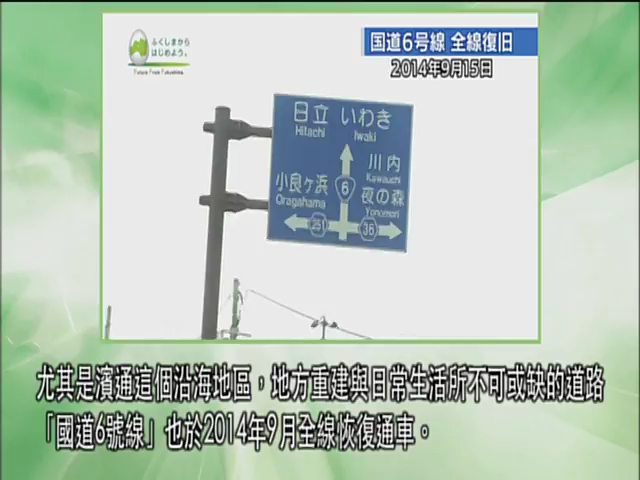 ふくしまから
はじめよう。
Future From Fukushima
国道6号線 全線復旧
2014年9月15日
日立 いわき
Hitachi Iwaki
川内
Kawauchi
小良ヶ浜
Oragahama
6
夜の森
Yonomori
251 36
尤其是濱通這個沿海地區，地方重建與日常生活所不可或缺的道路
「國道6號線」也於2014年9月全線恢復通車。